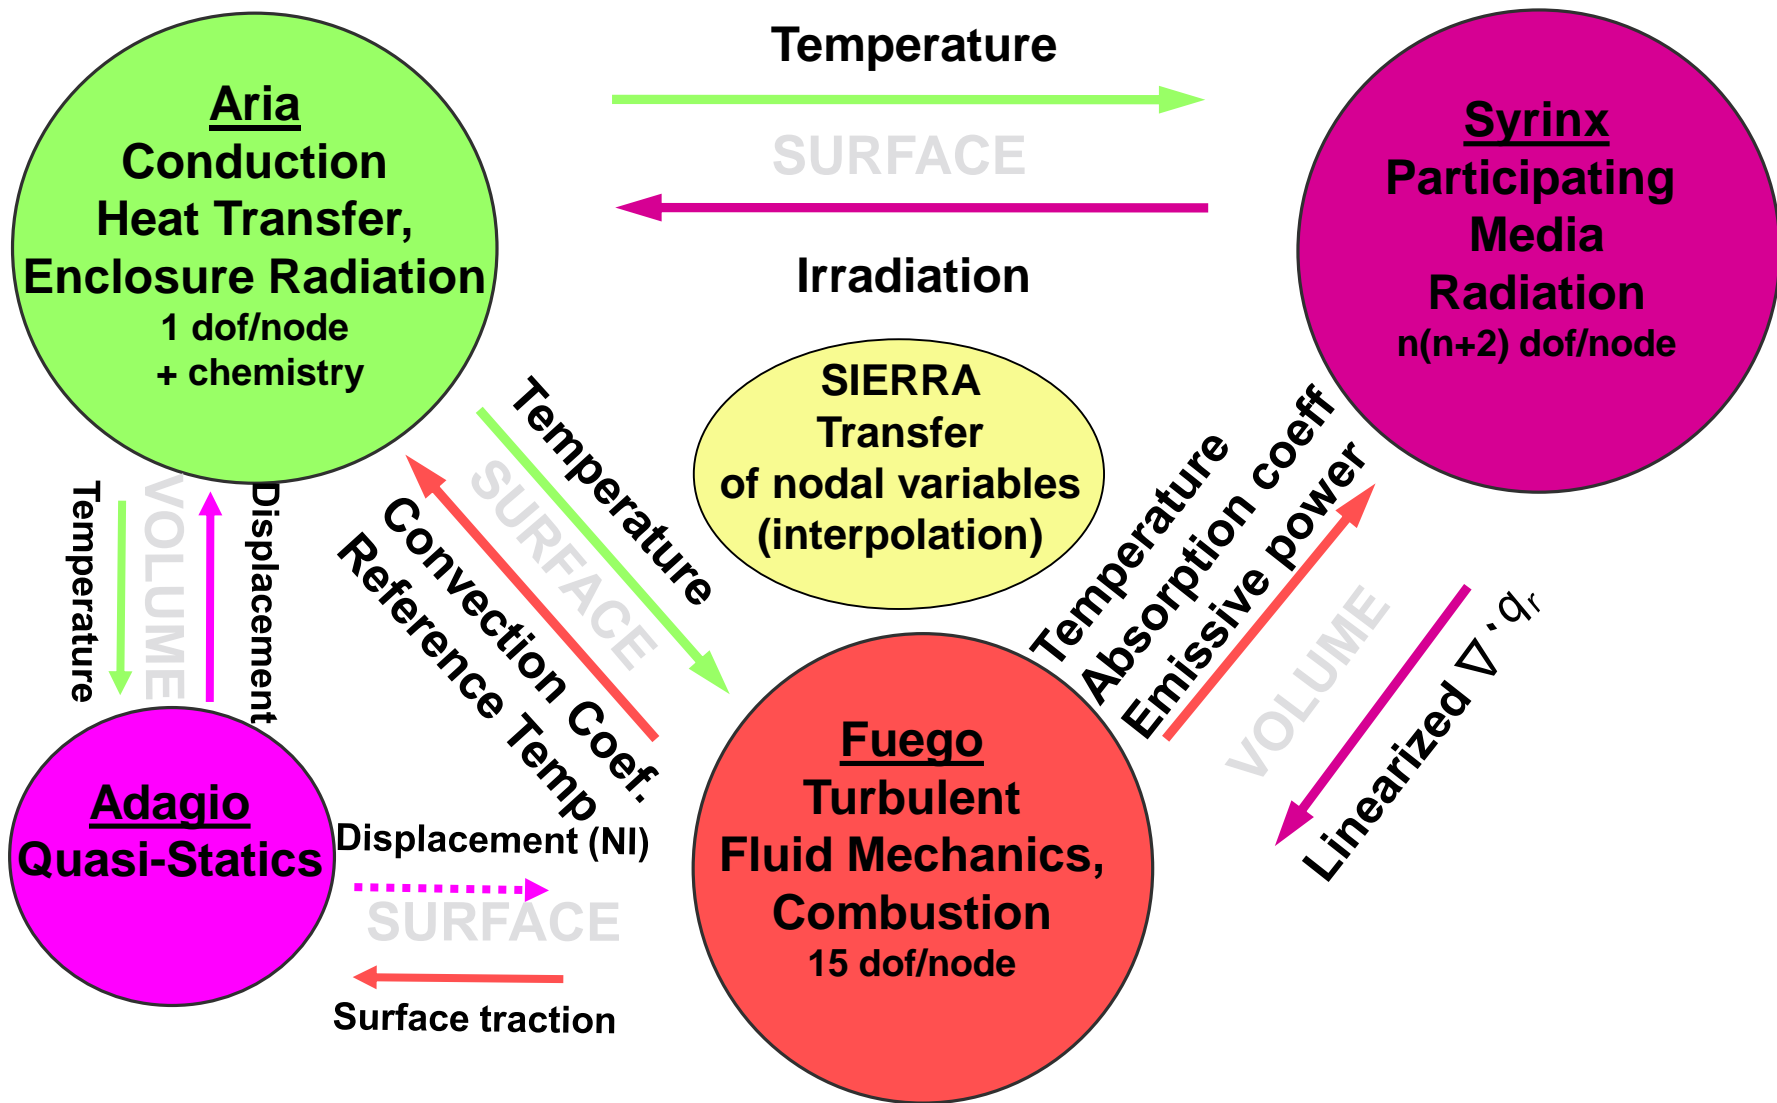 Temperature
SURFACE
Irradiation
Aria
Conduction
Heat Transfer,
Enclosure Radiation
1 dof/node
+ chemistry
Syrinx
Participating
Media
Radiation
n(n+2) dof/node
SIERRA
Transfer
of nodal variables
(interpolation)
Temperature
SURFACE
Convection Coef.
Reference Temp
Temperature
VOLUME
Displacement
Temperature
Absorption coeff
Emissive power
VOLUME
Linearized ∇·qᵣ
Adagio
Quasi-Statics
Displacement (NI)
SURFACE
Surface traction
Fuego
Turbulent
Fluid Mechanics,
Combustion
15 dof/node